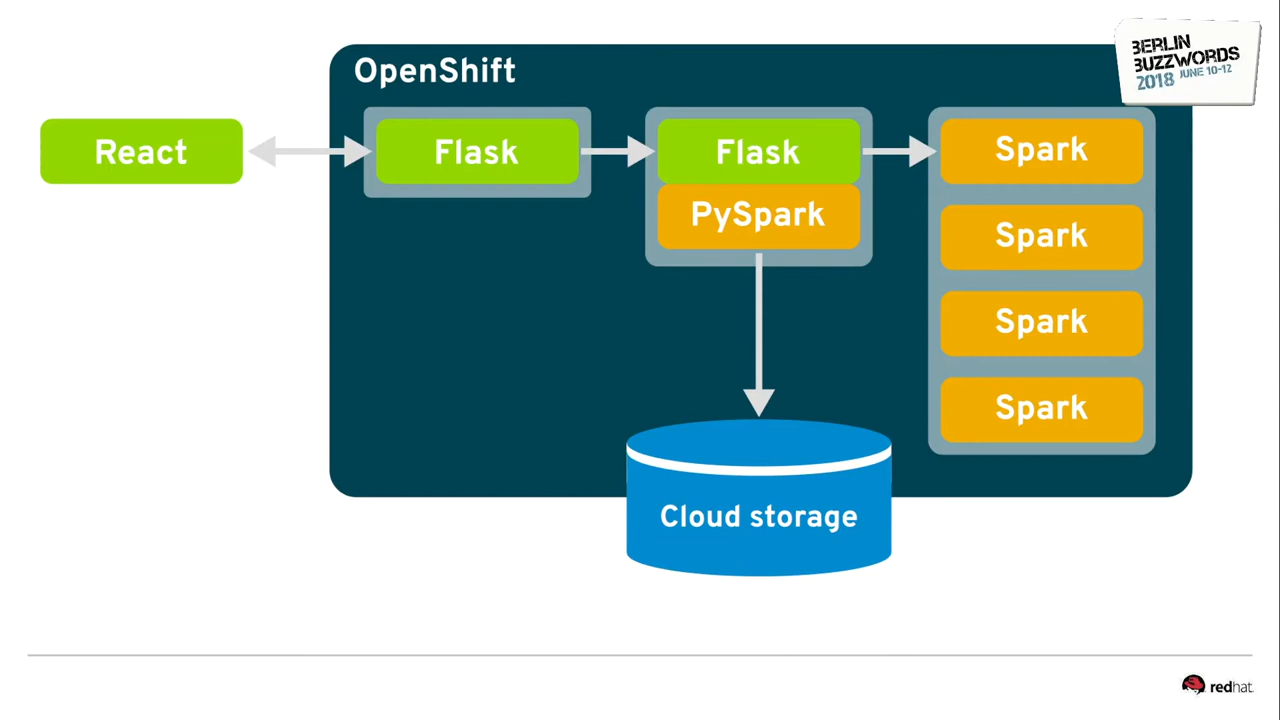 BERLIN
BUZZWORDS
2018 JUNE 10-12
OpenShift
React
Flask
Flask
PySpark
Spark
Spark
Spark
Spark
Cloud storage
redhat.